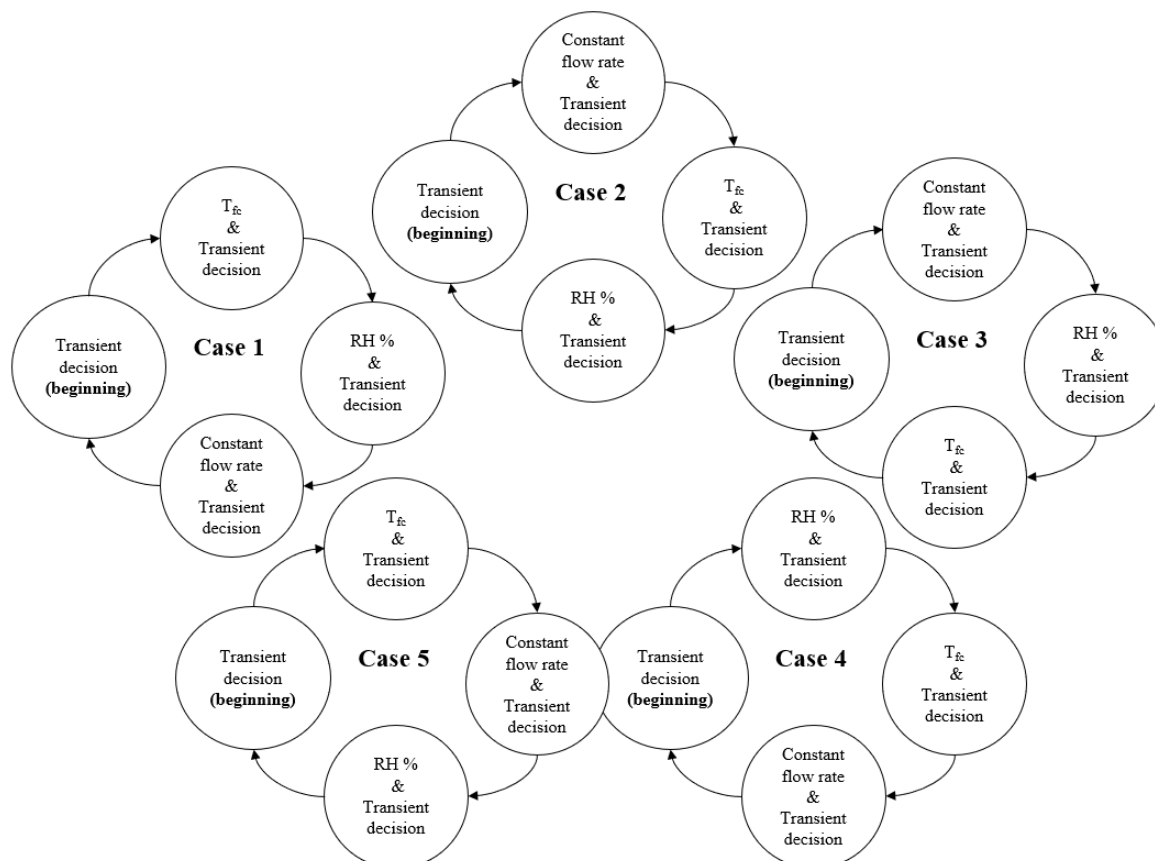 Case 1
Transient
decision
(beginning)
T_fc
&
Transient
decision
RH %
&
Transient
decision
Constant
flow rate
&
Transient
decision
Case 2
Transient
decision
(beginning)
Constant
flow rate
&
Transient
decision
T_fc
&
Transient
decision
RH %
&
Transient
decision
Case 3
Transient
decision
(beginning)
Constant
flow rate
&
Transient
decision
RH %
&
Transient
decision
T_fc
&
Transient
decision
Case 5
Transient
decision
(beginning)
T_fc
&
Transient
decision
Constant
flow rate
&
Transient
decision
RH %
&
Transient
decision
Case 4
Transient
decision
(beginning)
RH %
&
Transient
decision
T_fc
&
Transient
decision
Constant
flow rate
&
Transient
decision